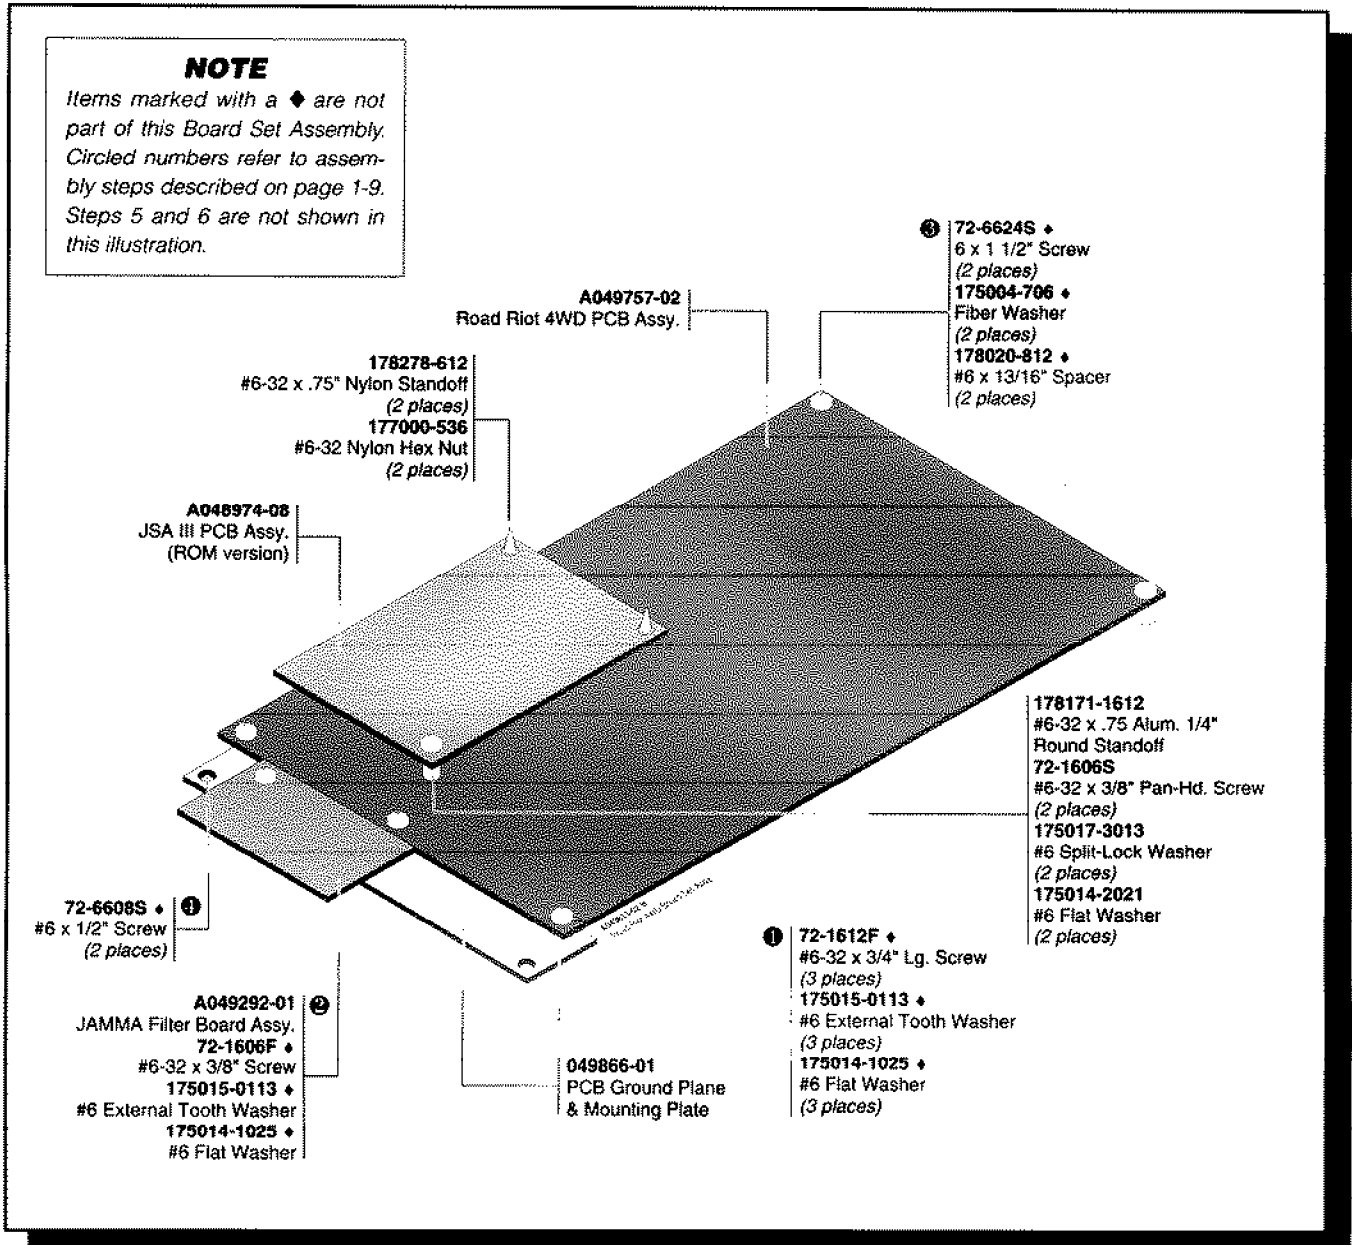 NOTE
Items marked with a ♦ are not
part of this Board Set Assembly.
Circled numbers refer to assem-
bly steps described on page 1-9.
Steps 5 and 6 are not shown in
this illustration.
❸ 72-6624S ♦
6 x 1 1/2" Screw
(2 places)
175004-706 ♦
Fiber Washer
(2 places)
178020-812 ♦
#6 x 13/16" Spacer
(2 places)
A049757-02
Road Riot 4WD PCB Assy.
178278-612
#6-32 x .75" Nylon Standoff
(2 places)
177000-536
#6-32 Nylon Hex Nut
(2 places)
A048974-08
JSA III PCB Assy.
(ROM version)
178171-1612
#6-32 x .75 Alum. 1/4"
Round Standoff
72-1606S
#6-32 x 3/8" Pan-Hd. Screw
(2 places)
175017-3013
#6 Split-Lock Washer
(2 places)
175014-2021
#6 Flat Washer
(2 places)
72-6608S ♦ ❹
#6 x 1/2" Screw
(2 places)
❶ 72-1612F ♦
#6-32 x 3/4" Lg. Screw
(3 places)
175015-0113 ♦
#6 External Tooth Washer
(3 places)
175014-1025 ♦
#6 Flat Washer
(3 places)
A049292-01 ❷
JAMMA Filter Board Assy.
72-1606F ♦
#6-32 x 3/8" Screw
175015-0113 ♦
#6 External Tooth Washer
175014-1025 ♦
#6 Flat Washer
049866-01
PCB Ground Plane
& Mounting Plate